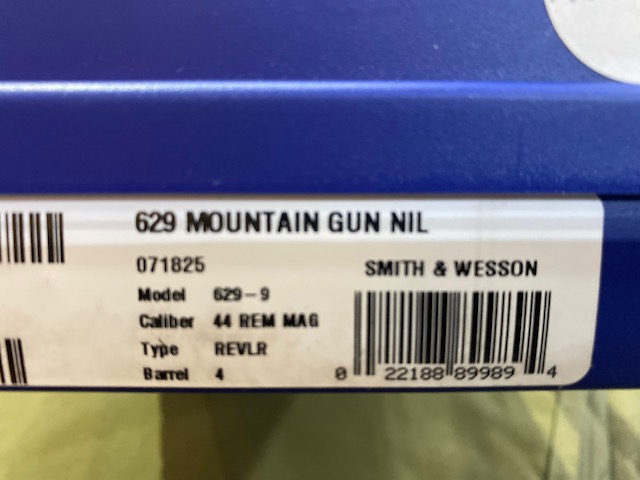 629 MOUNTAIN GUN NIL
071825
SMITH & WESSON
Model 629-9
Caliber 44 REM MAG
Type REVLR
Barrel 4
0 22188 89989 4